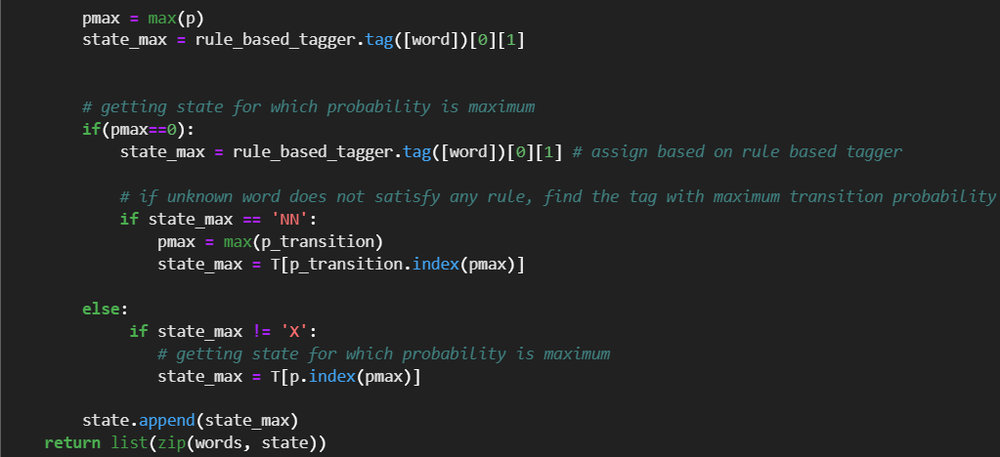 pmax = max(p)
state_max = rule_based_tagger.tag([word])[0][1]
# getting state for which probability is maximum
if(pmax==0):
state_max = rule_based_tagger.tag([word])[0][1] # assign based on rule based tagger
# if unknown word does not satisfy any rule, find the tag with maximum transition probability
if state_max == 'NN':
pmax = max(p_transition)
state_max = T[p_transition.index(pmax)]
else:
if state_max != 'X':
# getting state for which probability is maximum
state_max = T[p.index(pmax)]
state.append(state_max)
return list(zip(words, state))